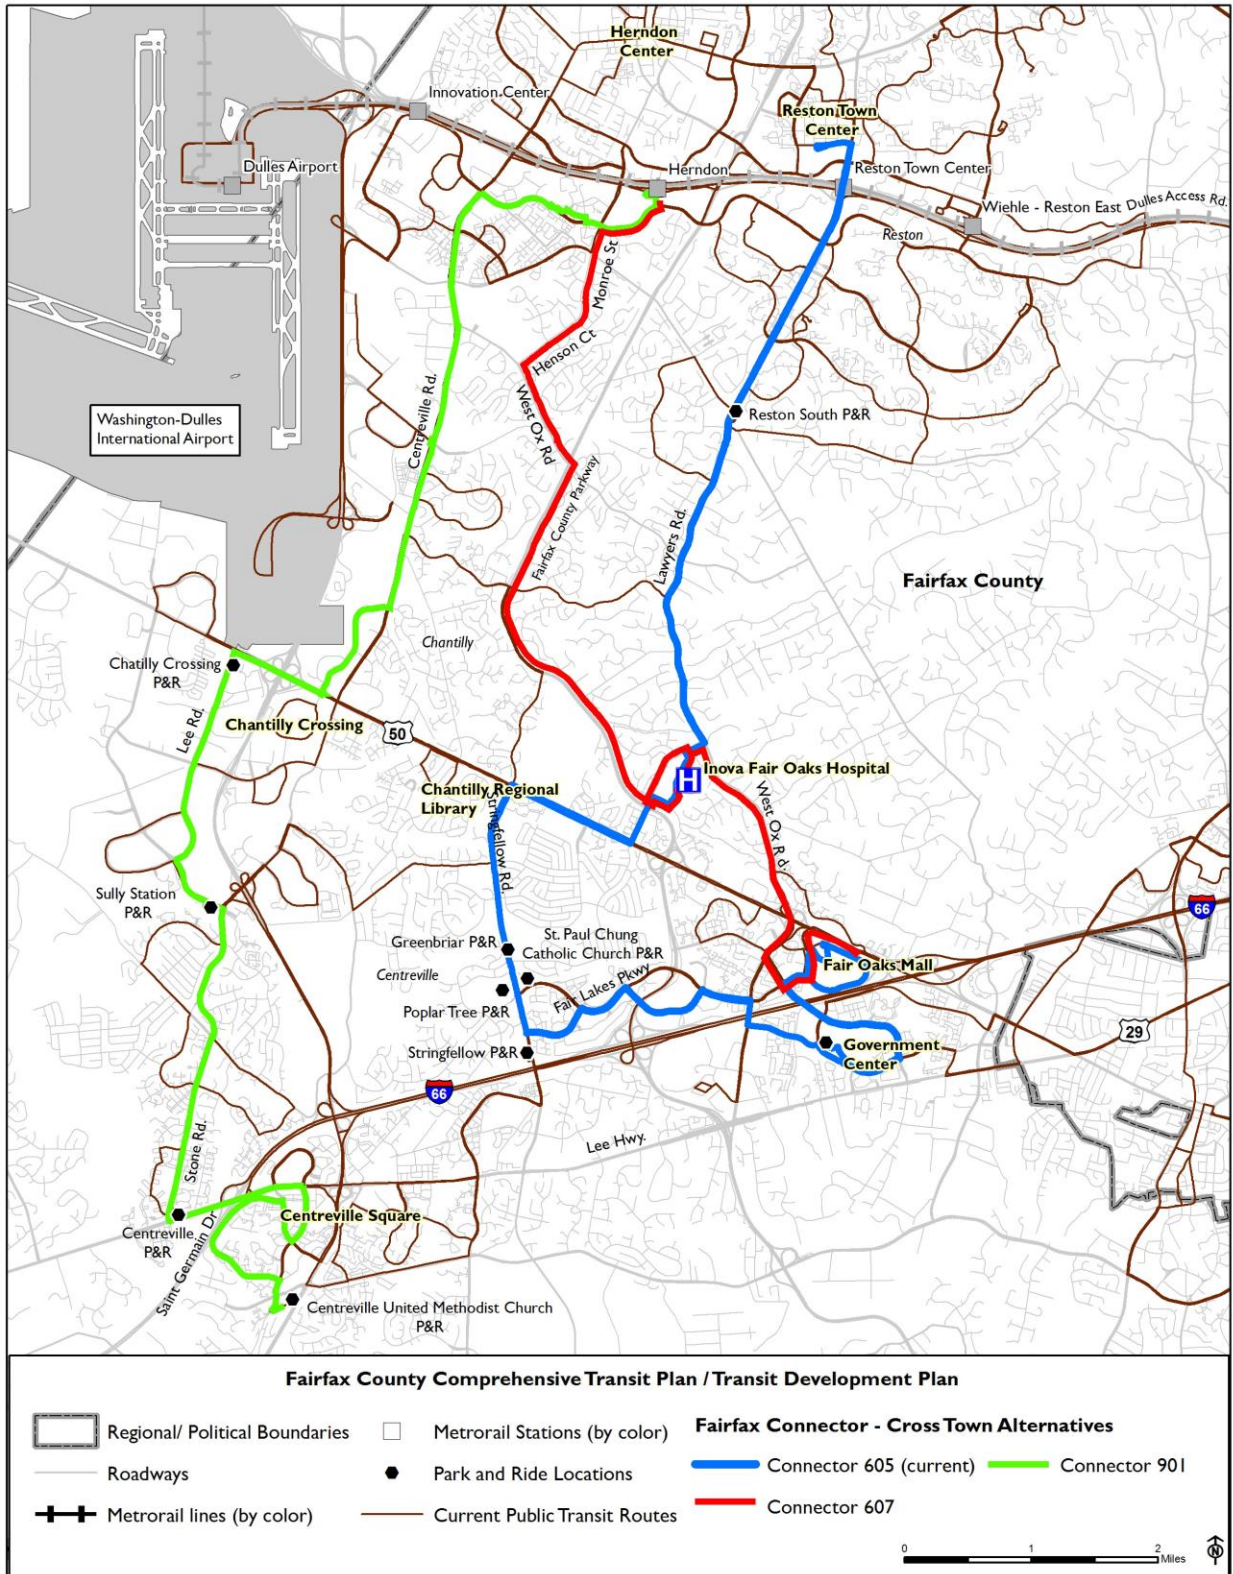 Herndon
Center
Innovation Center
Reston Town
Center
Dulles Airport
Herndon
Reston Town Center
Wiehle - Reston East
Dulles Access Rd.
Reston
Monroe St
Henson Ct
Washington-Dulles
International Airport
Centreville Rd.
West Ox Rd
Reston South P&R
Fairfax County Parkway
Lawyers Rd.
Fairfax County
Chantilly
Chatilly Crossing
P&R
Lee Rd.
Chantilly Crossing
50
Inova Fair Oaks Hospital
H
Chantilly Regional
Library
Stringfellow Rd.
West Ox Rd.
Sully Station
P&R
66
Greenbriar P&R
St. Paul Chung
Catholic Church P&R
Centreville
Fair Oaks Mall
Fair Lakes Pkwy
Poplar Tree P&R
29
Stringfellow P&R
Government
Center
66
Lee Hwy.
Stone Rd.
Centreville
P&R
Centreville Square
Saint Germain Dr
Centreville United Methodist Church
P&R
Fairfax County Comprehensive Transit Plan / Transit Development Plan
Regional/ Political Boundaries
Metrorail Stations (by color)
Fairfax Connector - Cross Town Alternatives
Roadways
Park and Ride Locations
Connector 605 (current)
Connector 901
Metrorail lines (by color)
Current Public Transit Routes
Connector 607
0 1 2
Miles
N